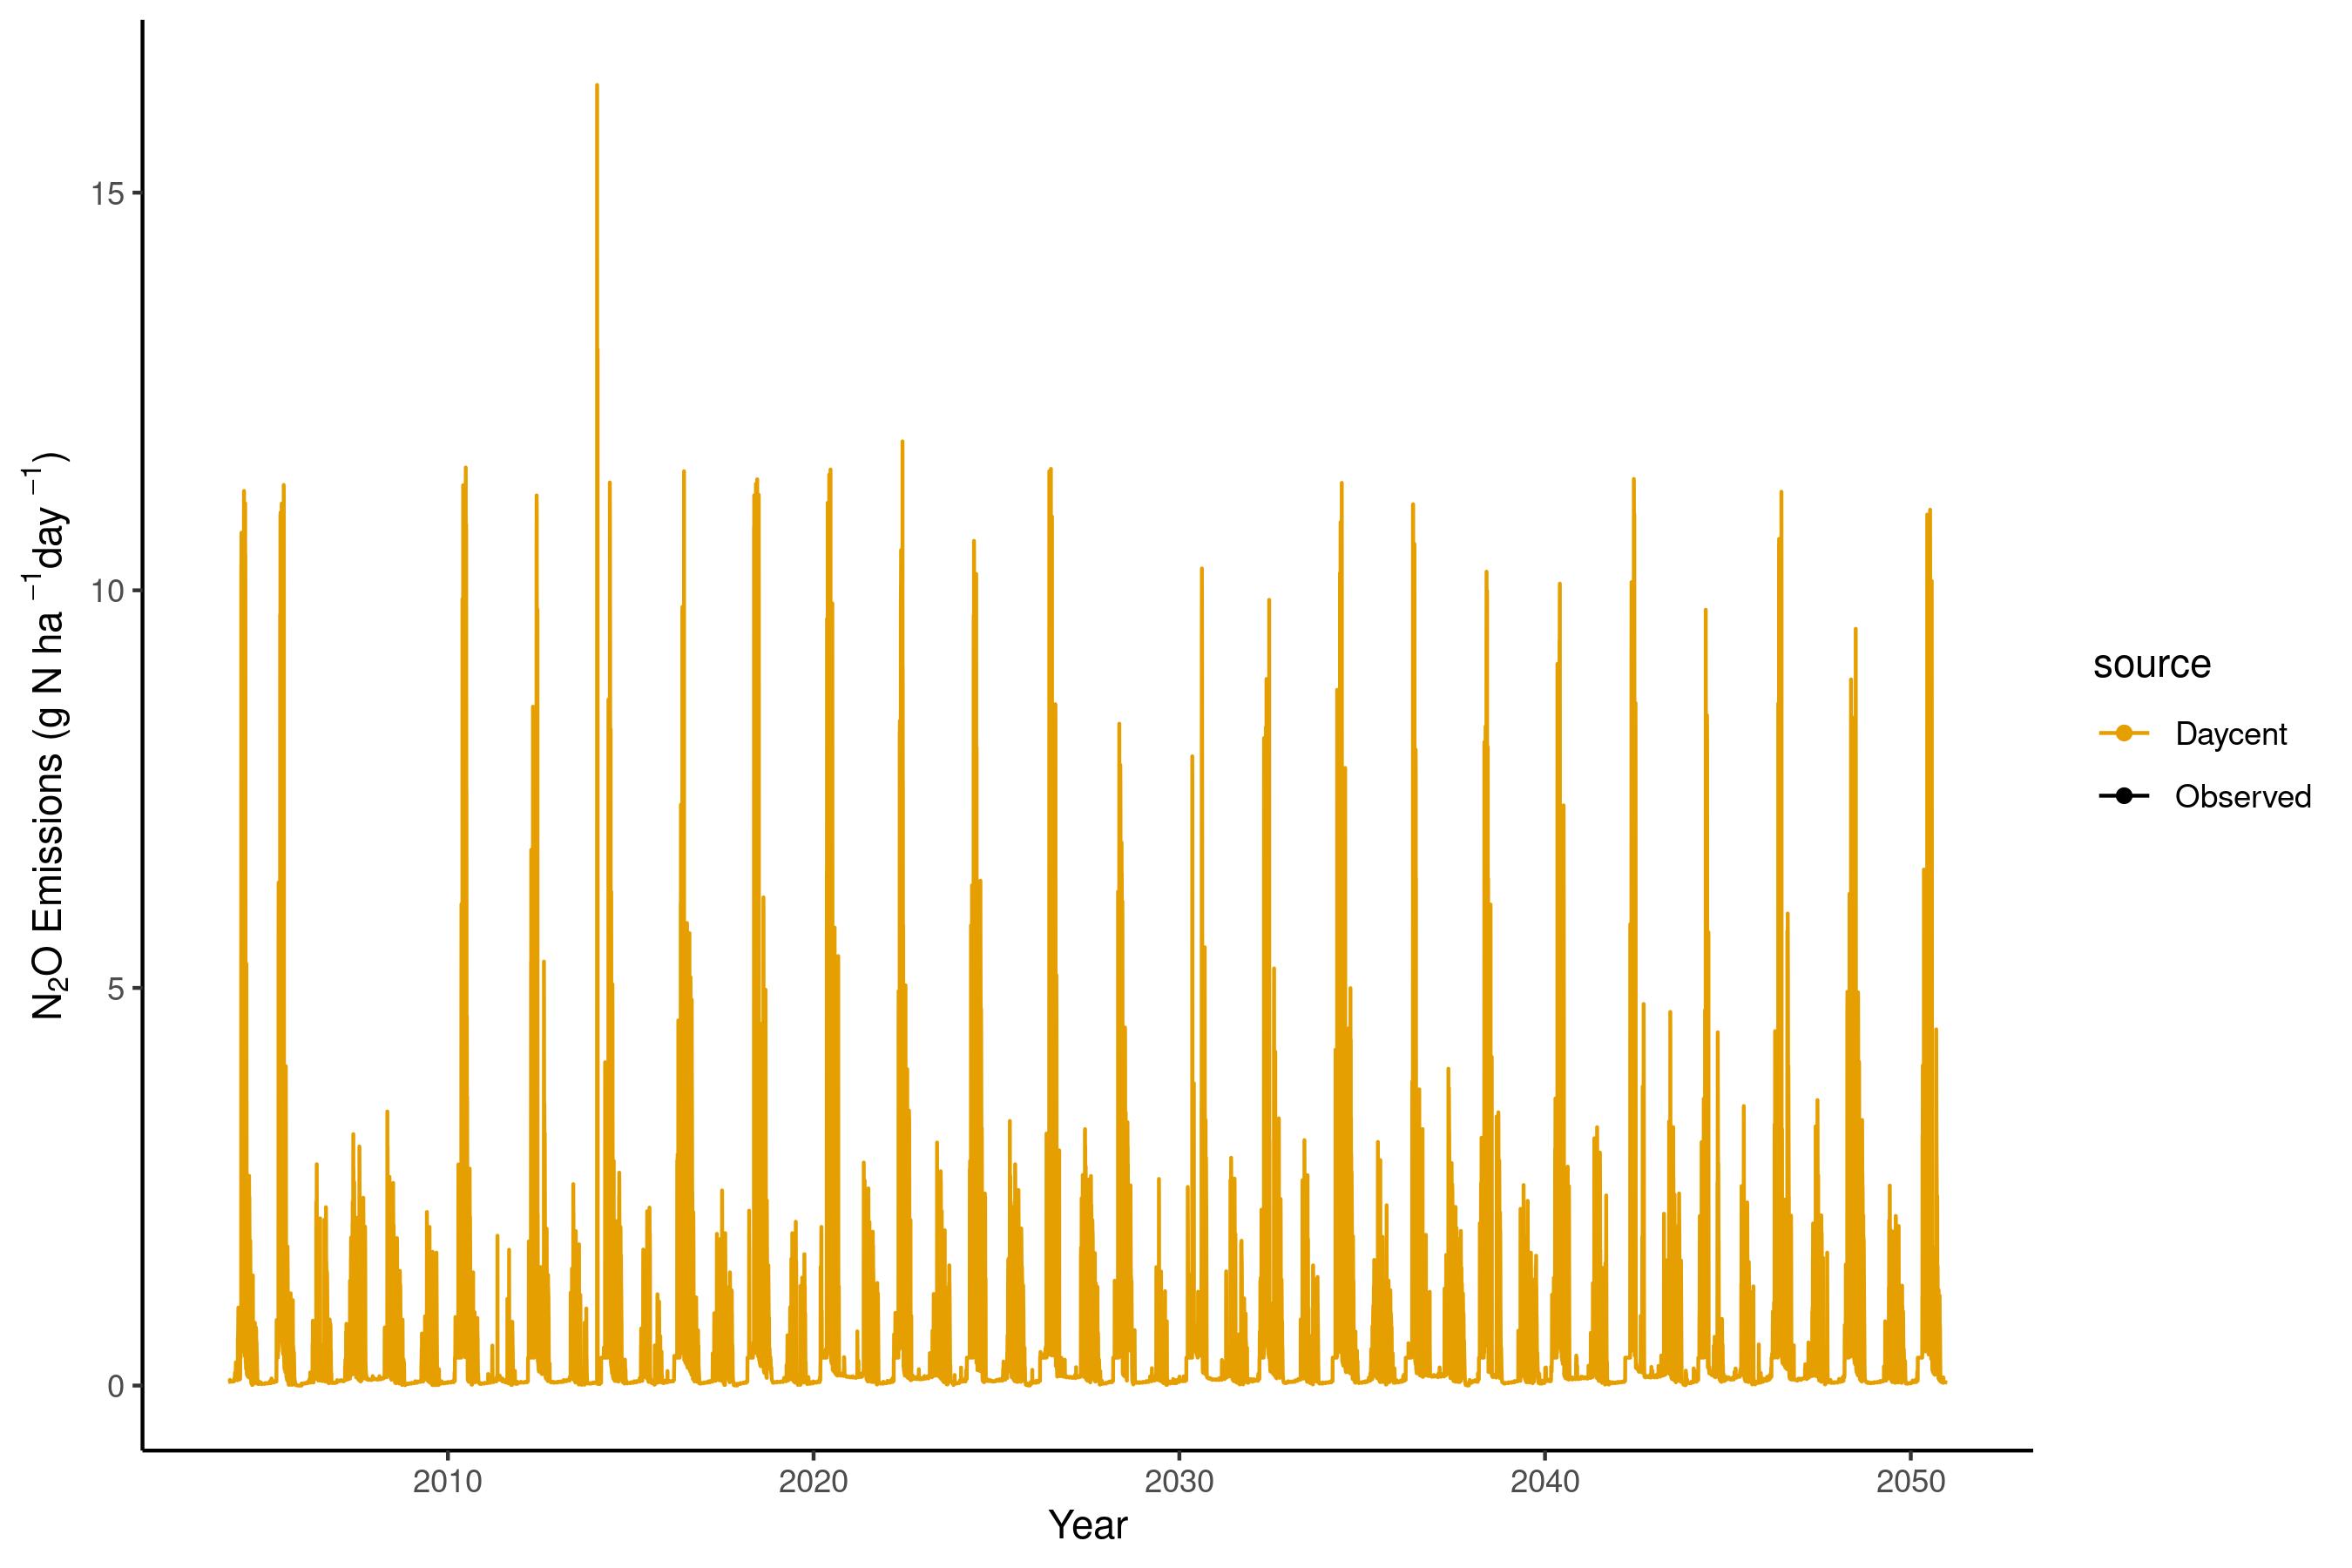 N₂O Emissions (g N ha ⁻¹day ⁻¹)
15
10
5
0
2010 2020 2030 2040 2050
Year
source
Daycent
Observed